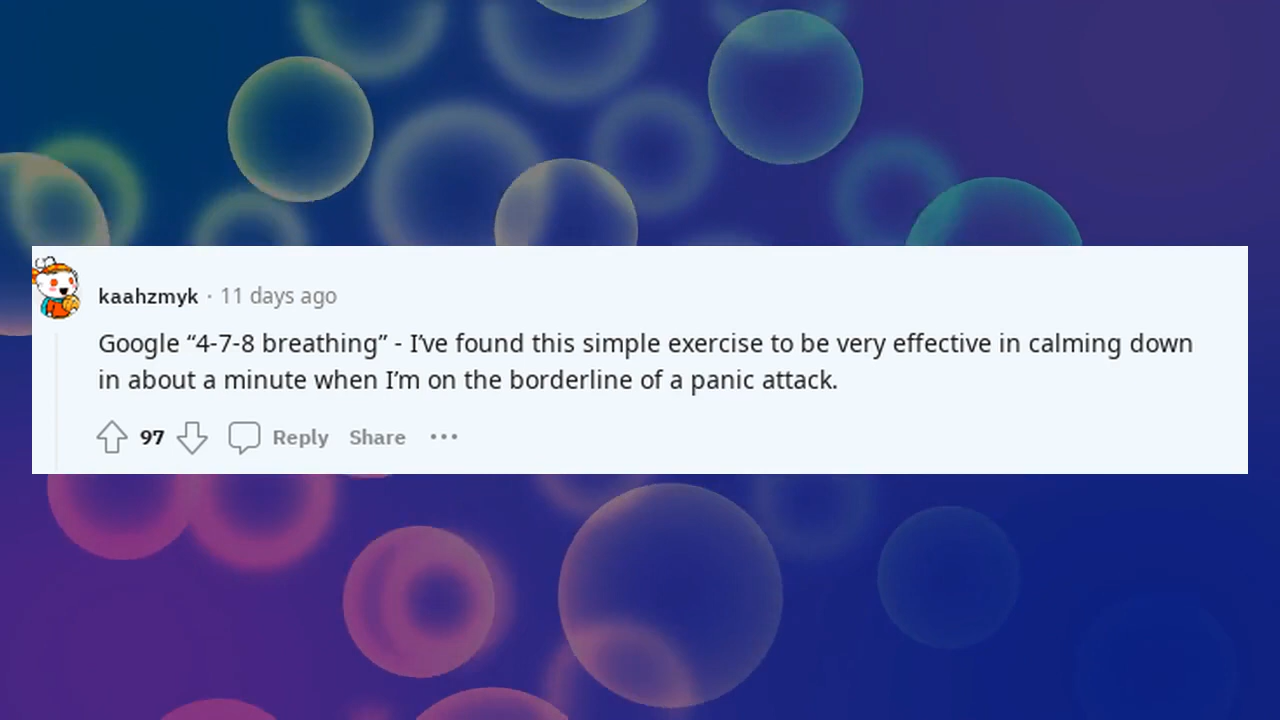 kaahzmyk · 11 days ago
Google “4-7-8 breathing” - I’ve found this simple exercise to be very effective in calming down
in about a minute when I’m on the borderline of a panic attack.
97 Reply Share •••